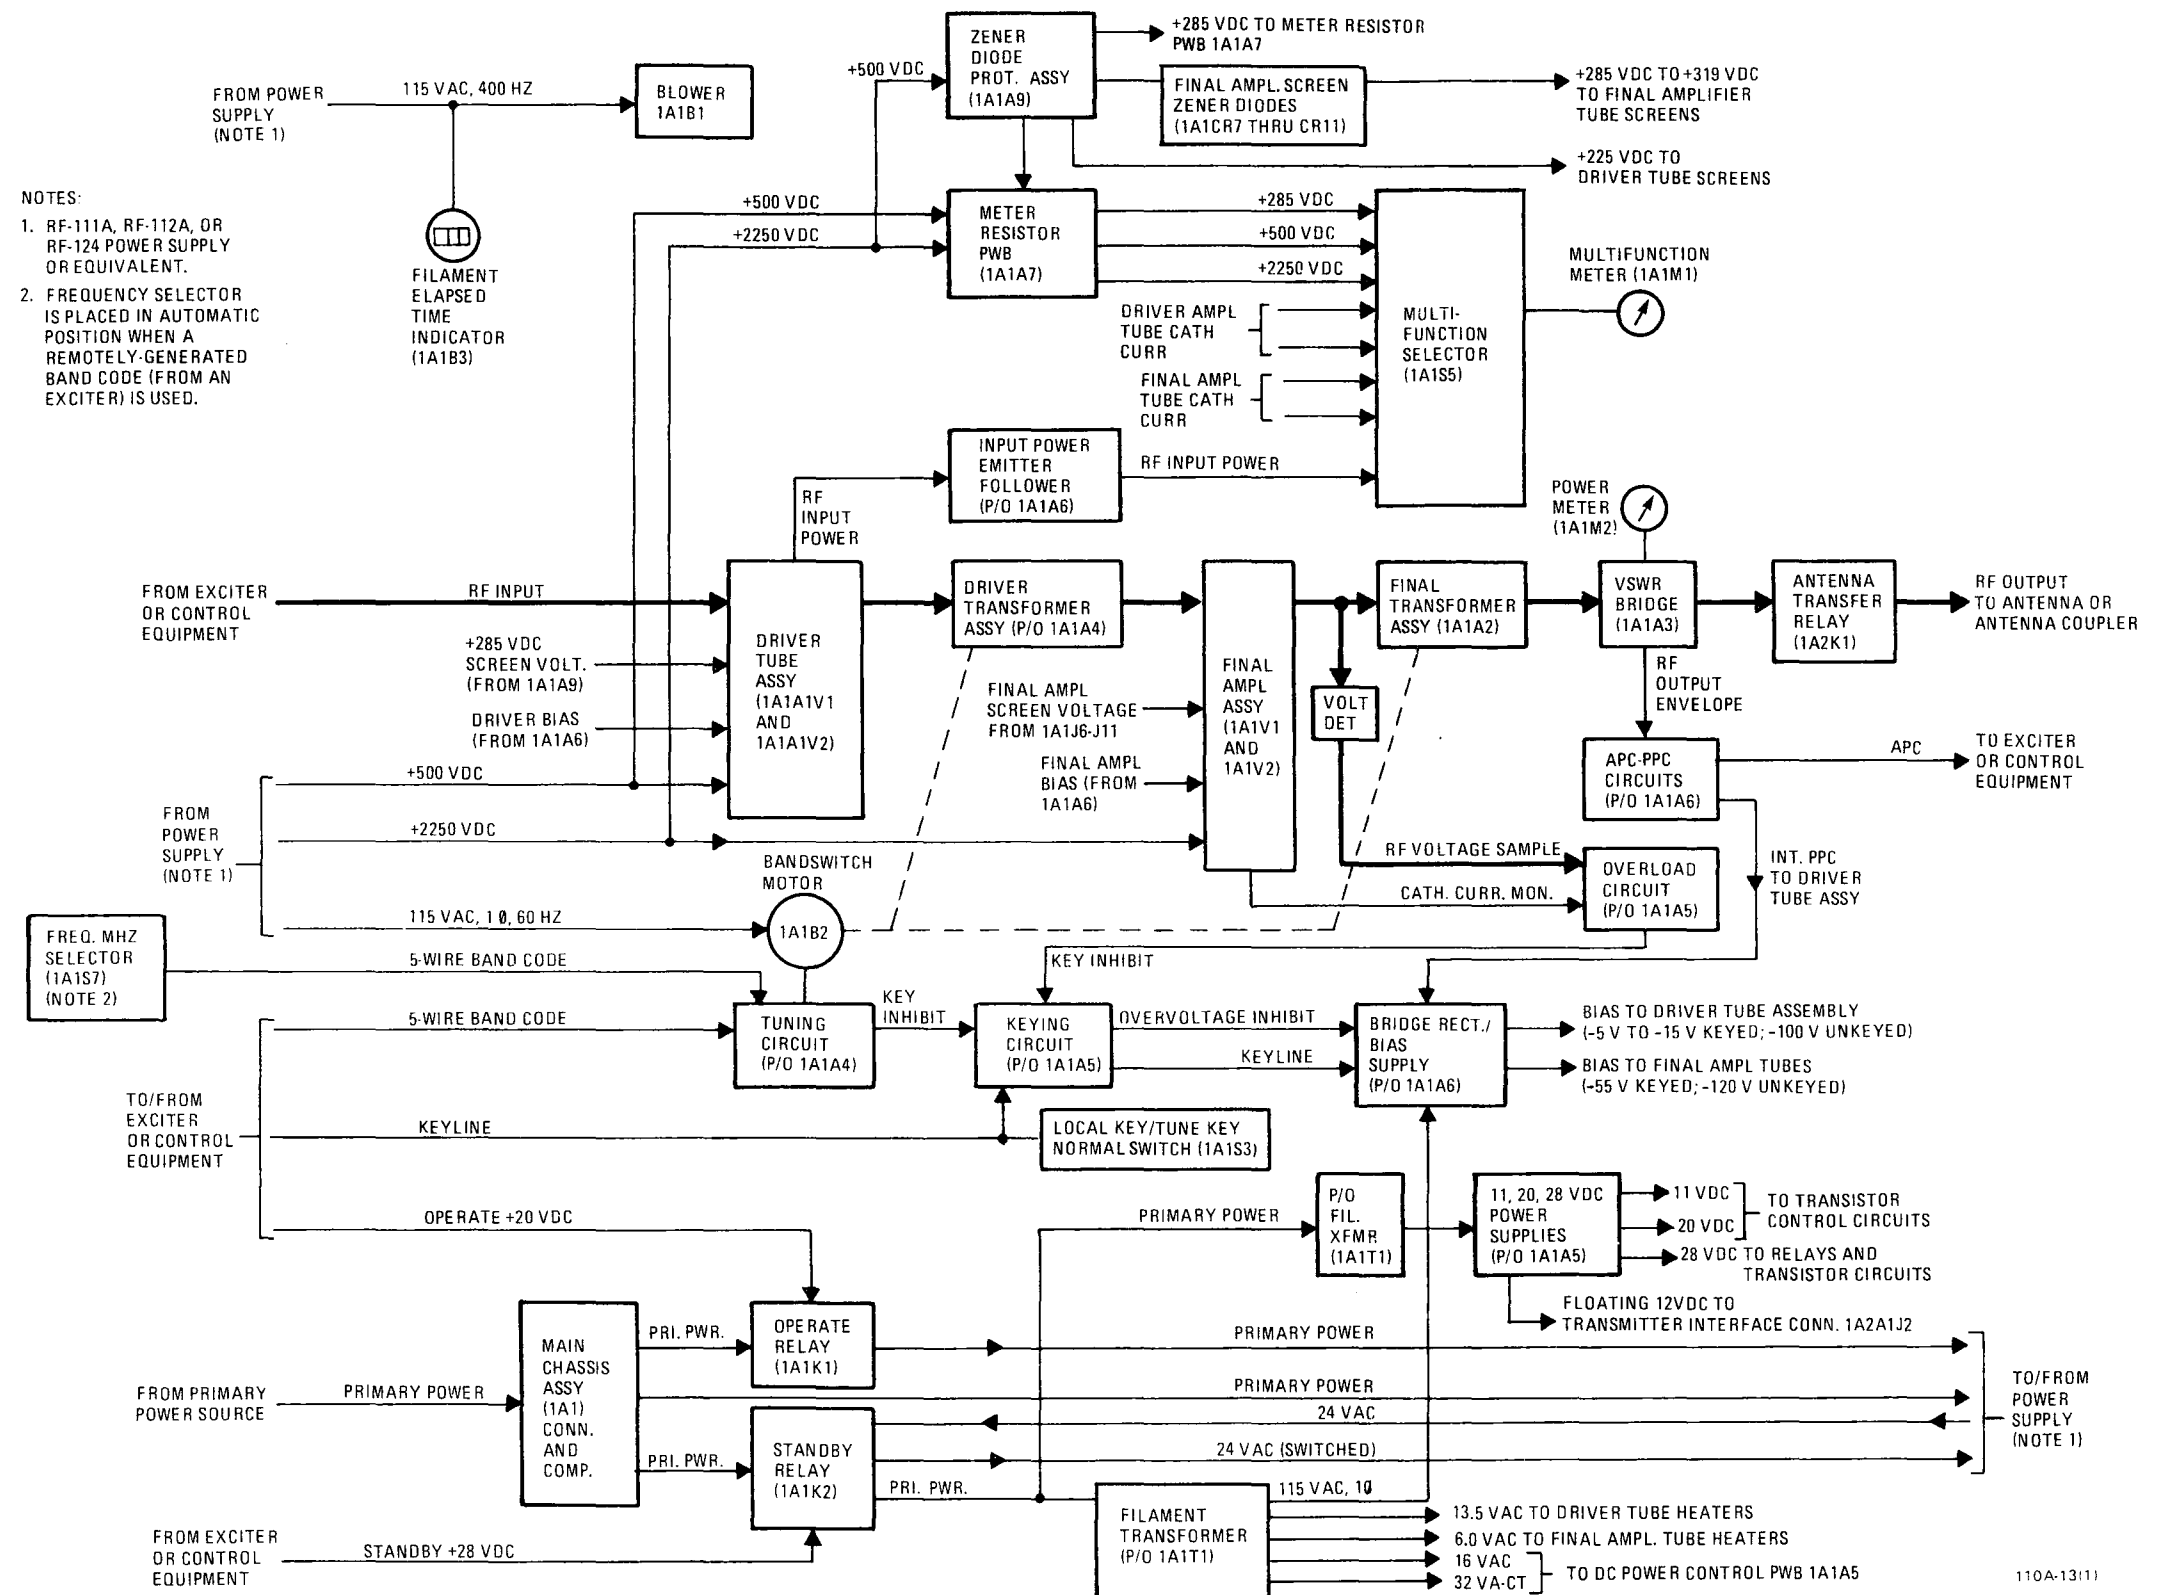 ZENER
DIODE
PROT. ASSY
(1A1A9)
+285 VDC TO METER RESISTOR
PWB 1A1A7
+500 VDC
FINAL AMPL. SCREEN
ZENER DIODES
(1A1CR7 THRU CR11)
+285 VDC TO +319 VDC
TO FINAL AMPLIFIER
TUBE SCREENS
+225 VDC TO
DRIVER TUBE SCREENS
FROM POWER
SUPPLY
(NOTE 1)
115 VAC, 400 HZ
BLOWER
1A1B1
FILAMENT
ELAPSED
TIME
INDICATOR
(1A1B3)
NOTES:
1. RF-111A, RF-112A, OR
RF-124 POWER SUPPLY
OR EQUIVALENT.
2. FREQUENCY SELECTOR
IS PLACED IN AUTOMATIC
POSITION WHEN A
REMOTELY-GENERATED
BAND CODE (FROM AN
EXCITER) IS USED.
+500 VDC
+2250 VDC
METER
RESISTOR
PWB
(1A1A7)
+285 VDC
+500 VDC
+2250 VDC
DRIVER AMPL
TUBE CATH
CURR
FINAL AMPL
TUBE CATH
CURR
MULTI-
FUNCTION
SELECTOR
(1A1S5)
MULTIFUNCTION
METER (1A1M1)
INPUT POWER
EMITTER
FOLLOWER
(P/O 1A1A6)
RF INPUT POWER
RF
INPUT
POWER
POWER
METER
(1A1M2)
FROM EXCITER
OR CONTROL
EQUIPMENT
RF INPUT
+285 VDC
SCREEN VOLT.
(FROM 1A1A9)
DRIVER BIAS
(FROM 1A1A6)
DRIVER
TUBE
ASSY
(1A1A1V1
AND
1A1A1V2)
DRIVER
TRANSFORMER
ASSY (P/O 1A1A4)
FINAL AMPL
SCREEN VOLTAGE
FROM 1A1J6-J11
FINAL AMPL
BIAS (FROM
1A1A6)
FINAL
AMPL
ASSY
(1A1V1
AND
1A1V2)
VOLT
DET
FINAL
TRANSFORMER
ASSY (1A1A2)
VSWR
BRIDGE
(1A1A3)
ANTENNA
TRANSFER
RELAY
(1A2K1)
RF OUTPUT
TO ANTENNA OR
ANTENNA COUPLER
RF
OUTPUT
ENVELOPE
APC-PPC
CIRCUITS
(P/O 1A1A6)
APC
TO EXCITER
OR CONTROL
EQUIPMENT
INT. PPC
TO DRIVER
TUBE ASSY
RF VOLTAGE SAMPLE
CATH. CURR. MON.
OVERLOAD
CIRCUIT
(P/O 1A1A5)
FROM
POWER
SUPPLY
(NOTE 1)
+500 VDC
+2250 VDC
115 VAC, 1 Ø, 60 HZ
BANDSWITCH
MOTOR
1A1B2
FREQ. MHZ
SELECTOR
(1A1S7)
(NOTE 2)
5-WIRE BAND CODE
5-WIRE BAND CODE
TUNING
CIRCUIT
(P/O 1A1A4)
KEY
INHIBIT
KEY INHIBIT
KEYING
CIRCUIT
(P/O 1A1A5)
OVERVOLTAGE INHIBIT
KEYLINE
BRIDGE RECT./
BIAS
SUPPLY
(P/O 1A1A6)
BIAS TO DRIVER TUBE ASSEMBLY
(-5 V TO -15 V KEYED; -100 V UNKEYED)
BIAS TO FINAL AMPL TUBES
(-55 V KEYED; -120 V UNKEYED)
TO/FROM
EXCITER
OR CONTROL
EQUIPMENT
KEYLINE
LOCAL KEY/TUNE KEY
NORMAL SWITCH (1A1S3)
OPERATE +20 VDC
PRIMARY POWER
P/O
FIL.
XFMR
(1A1T1)
11, 20, 28 VDC
POWER
SUPPLIES
(P/O 1A1A5)
11 VDC
20 VDC
TO TRANSISTOR
CONTROL CIRCUITS
28 VDC TO RELAYS AND
TRANSISTOR CIRCUITS
FLOATING 12VDC TO
TRANSMITTER INTERFACE CONN. 1A2A1J2
FROM PRIMARY
POWER SOURCE
PRIMARY POWER
MAIN
CHASSIS
ASSY
(1A1)
CONN.
AND
COMP.
PRI. PWR.
OPERATE
RELAY
(1A1K1)
PRIMARY POWER
PRIMARY POWER
24 VAC
24 VAC (SWITCHED)
PRI. PWR.
STANDBY
RELAY
(1A1K2)
PRI. PWR.
TO/FROM
POWER
SUPPLY
(NOTE 1)
FROM EXCITER
OR CONTROL
EQUIPMENT
STANDBY +28 VDC
FILAMENT
TRANSFORMER
(P/O 1A1T1)
115 VAC, 1Ø
13.5 VAC TO DRIVER TUBE HEATERS
6.0 VAC TO FINAL AMPL. TUBE HEATERS
16 VAC
32 VA-CT
TO DC POWER CONTROL PWB 1A1A5
110A-13(1)